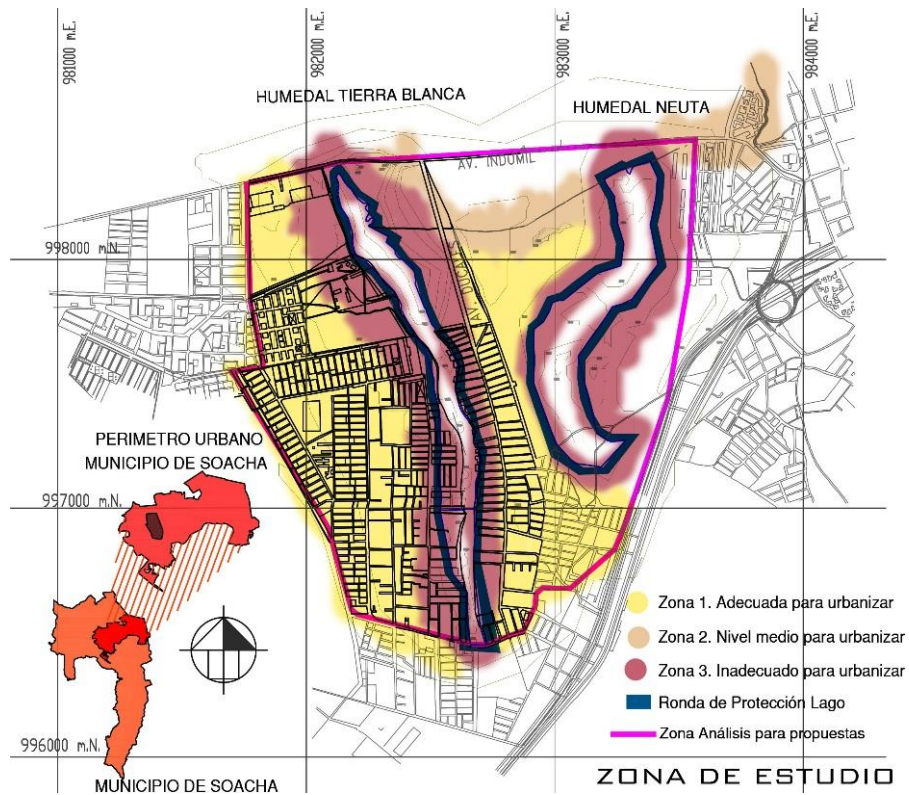 981000 m.E.
982000 m.E.
983000 m.E.
984000 m.E.
HUMEDAL TIERRA BLANCA
HUMEDAL NEUTA
AV. INDUMIL
998000 m.N.
AV. DUCALES
PERIMETRO URBANO
MUNICIPIO DE SOACHA
997000 m.N.
Zona 1. Adecuada para urbanizar
Zona 2. Nivel medio para urbanizar
Zona 3. Inadecuado para urbanizar
Ronda de Protección Lago
Zona Análisis para propuestas
996000 m.N.
MUNICIPIO DE SOACHA
ZONA DE ESTUDIO